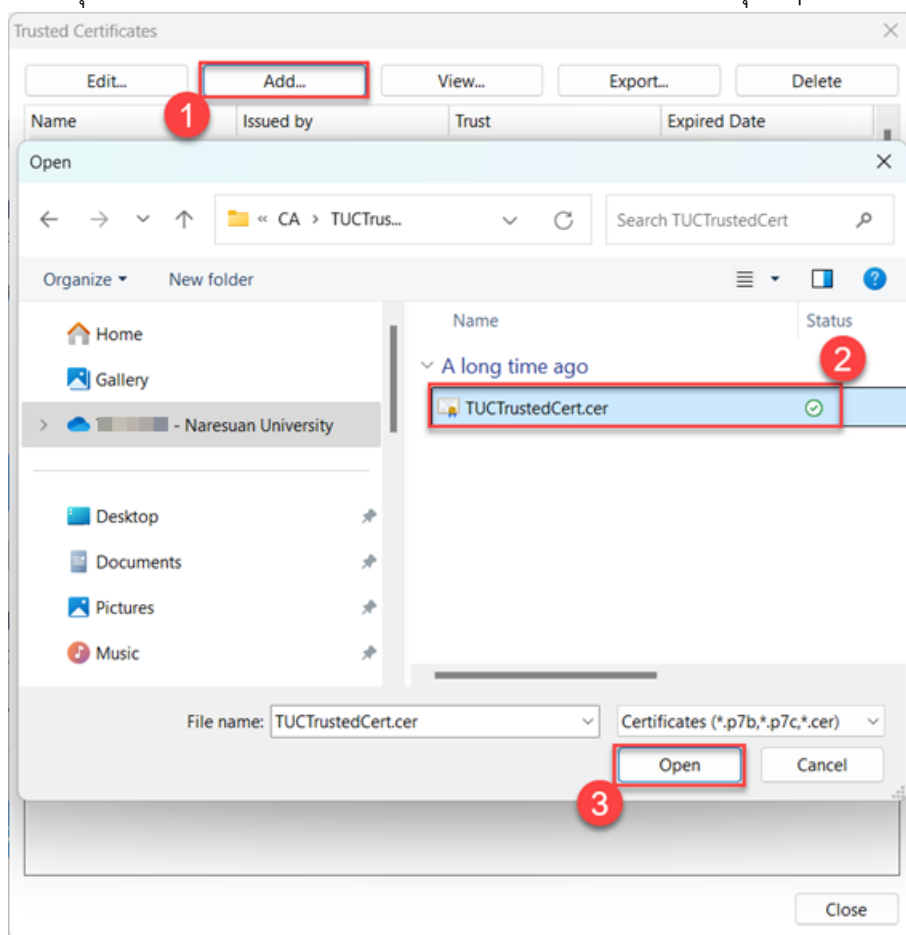 Trusted Certificates
Edit... Add... View... Export... Delete
1
Name Issued by Trust Expired Date
Open
« CA > TUCTrus... Search TUCTrustedCert
Organize New folder ?
Name Status
Home
A long time ago 2
Gallery
TUCTrustedCert.cer
- Naresuan University
Desktop
Documents
Pictures
Music
File name: TUCTrustedCert.cer Certificates (*.p7b,*.p7c,*.cer)
Open Cancel
3
Close